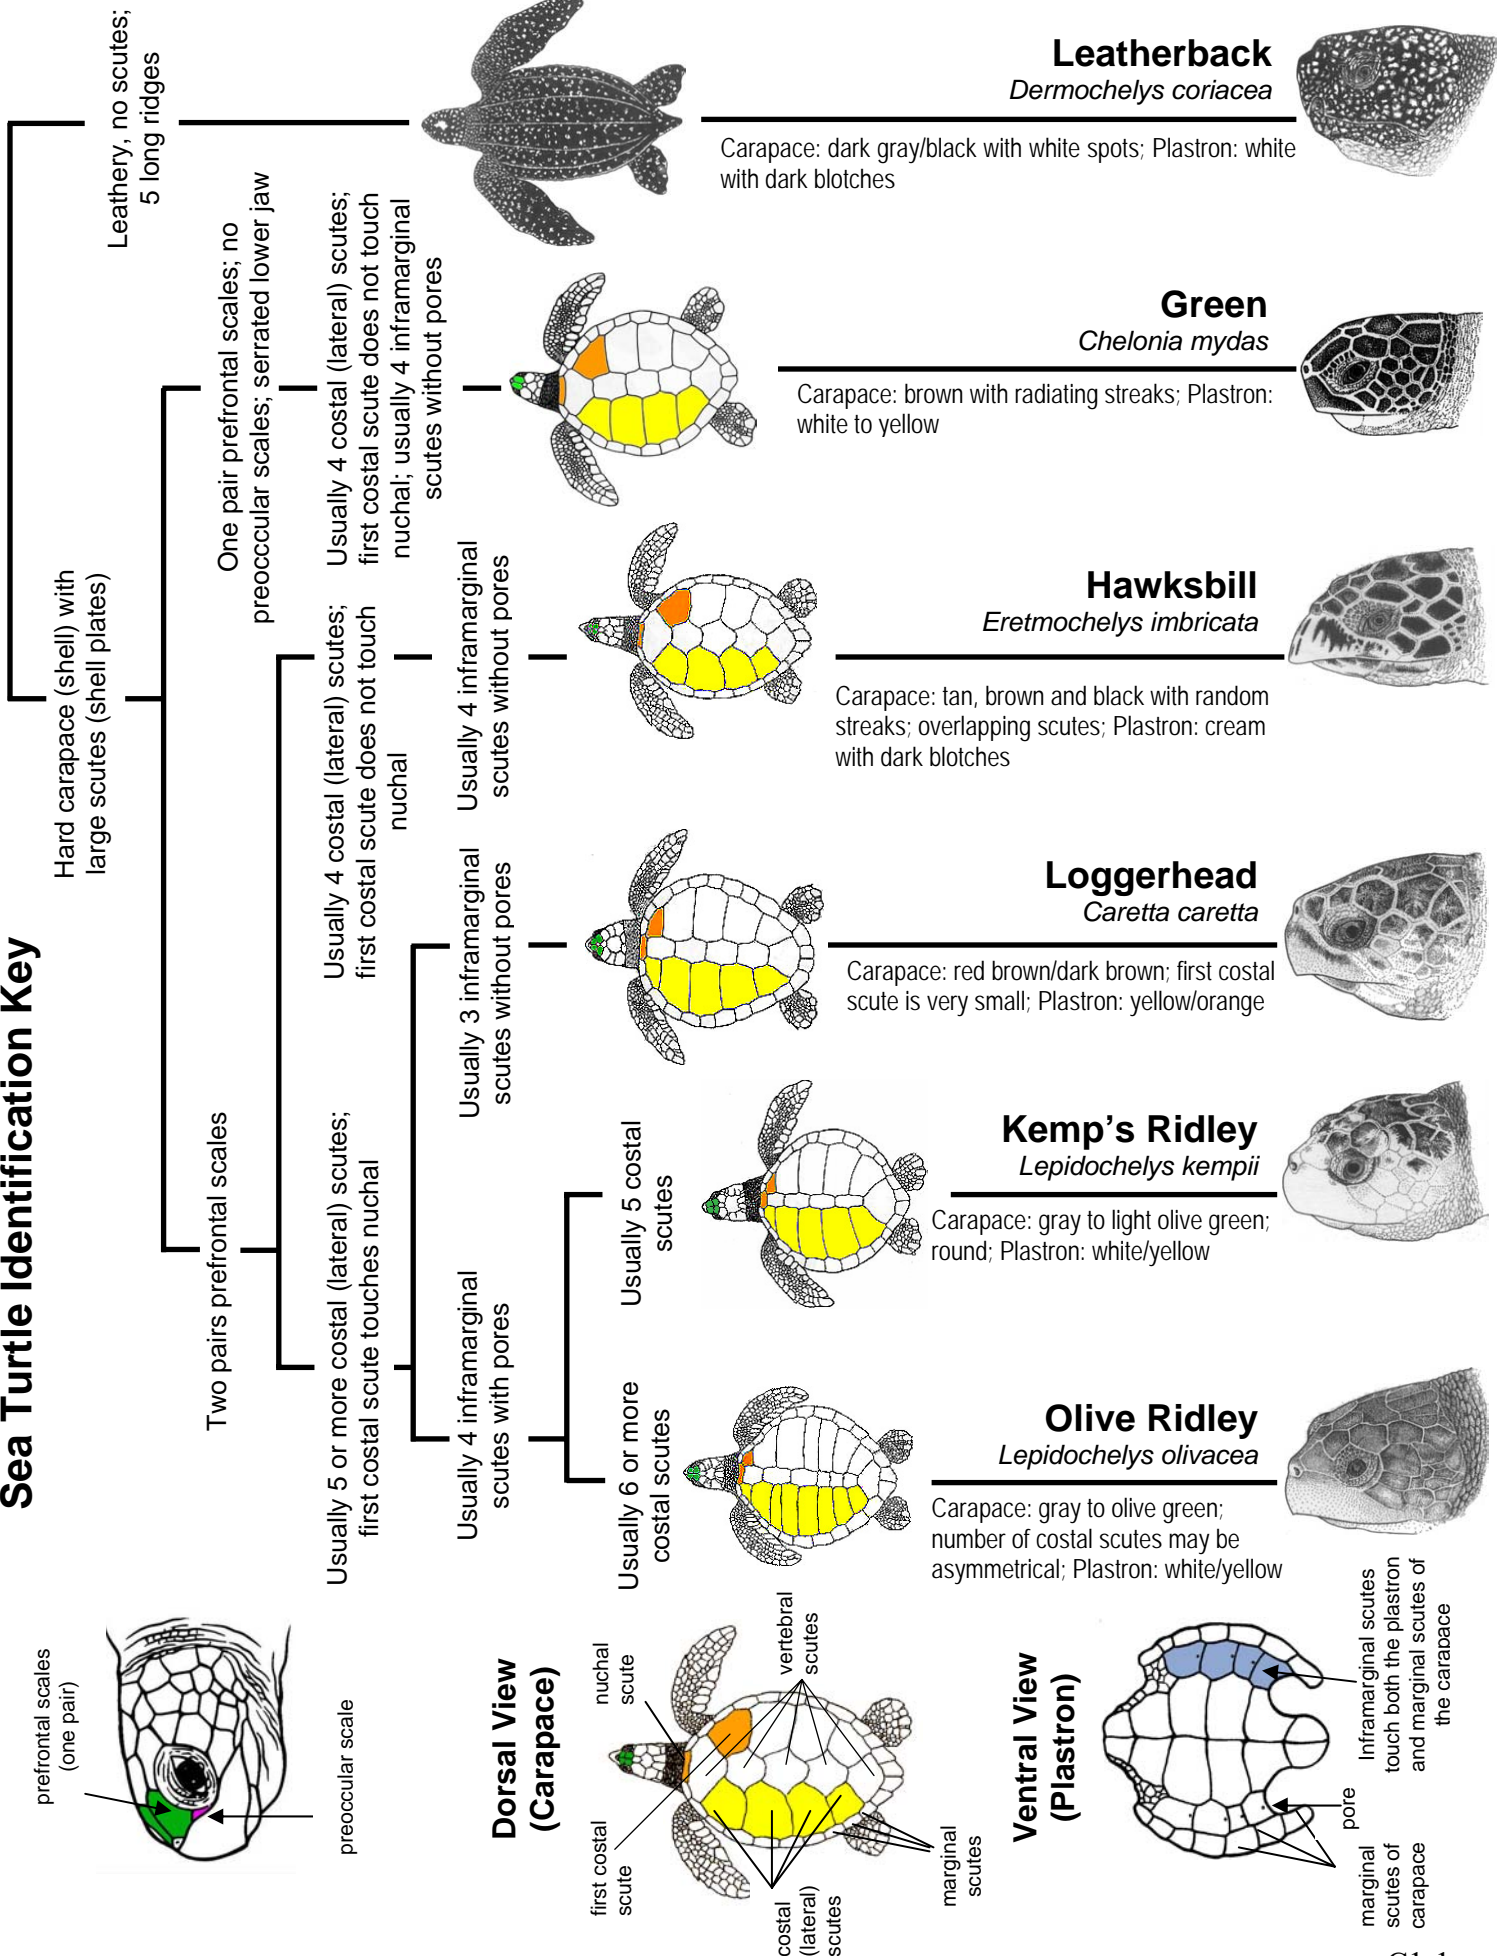 Sea Turtle Identification Key
Hard carapace (shell) with
large scutes (shell plates)
Leathery, no scutes;
5 long ridges
Two pairs prefrontal scales
One pair prefrontal scales; no
preoccular scales; serrated lower jaw
Usually 5 or more costal (lateral) scutes;
first costal scute touches nuchal
Usually 4 costal (lateral) scutes;
first costal scute does not touch
nuchal
Usually 4 costal (lateral) scutes;
first costal scute does not touch
nuchal; usually 4 iframarginal
scutes without pores
Usually 4 inframarginal
scutes with pores
Usually 3 inframarginal
scutes without pores
Usually 4 inframarginal
scutes without pores
Usually 6 or more
costal scutes
Usually 5 costal
scutes
Leatherback
Dermochelys coriacea
Carapace: dark gray/black with white spots; Plastron: white
with dark blotches
Green
Chelonia mydas
Carapace: brown with radiating streaks; Plastron:
white to yellow
Hawksbill
Eretmochelys imbricata
Carapace: tan, brown and black with random
streaks; overlapping scutes; Plastron: cream
with dark blotches
Loggerhead
Caretta caretta
Carapace: red brown/dark brown; first costal
scute is very small; Plastron: yellow/orange
Kemp's Ridley
Lepidochelys kempii
Carapace: gray to light olive green;
round; Plastron: white/yellow
Olive Ridley
Lepidochelys olivacea
Carapace: gray to olive green;
number of costal scutes may be
asymmetrical; Plastron: white/yellow
prefrontal scales
(one pair)
preoccular scale
Dorsal View
(Carapace)
nuchal
scute
vertebral
scutes
first costal
scute
costal
(lateral)
scutes
marginal
scutes
Ventral View
(Plastron)
Inframarginal scutes
touch both the plastron
and marginal scutes of
the carapace
pore
marginal
scutes of
carapace